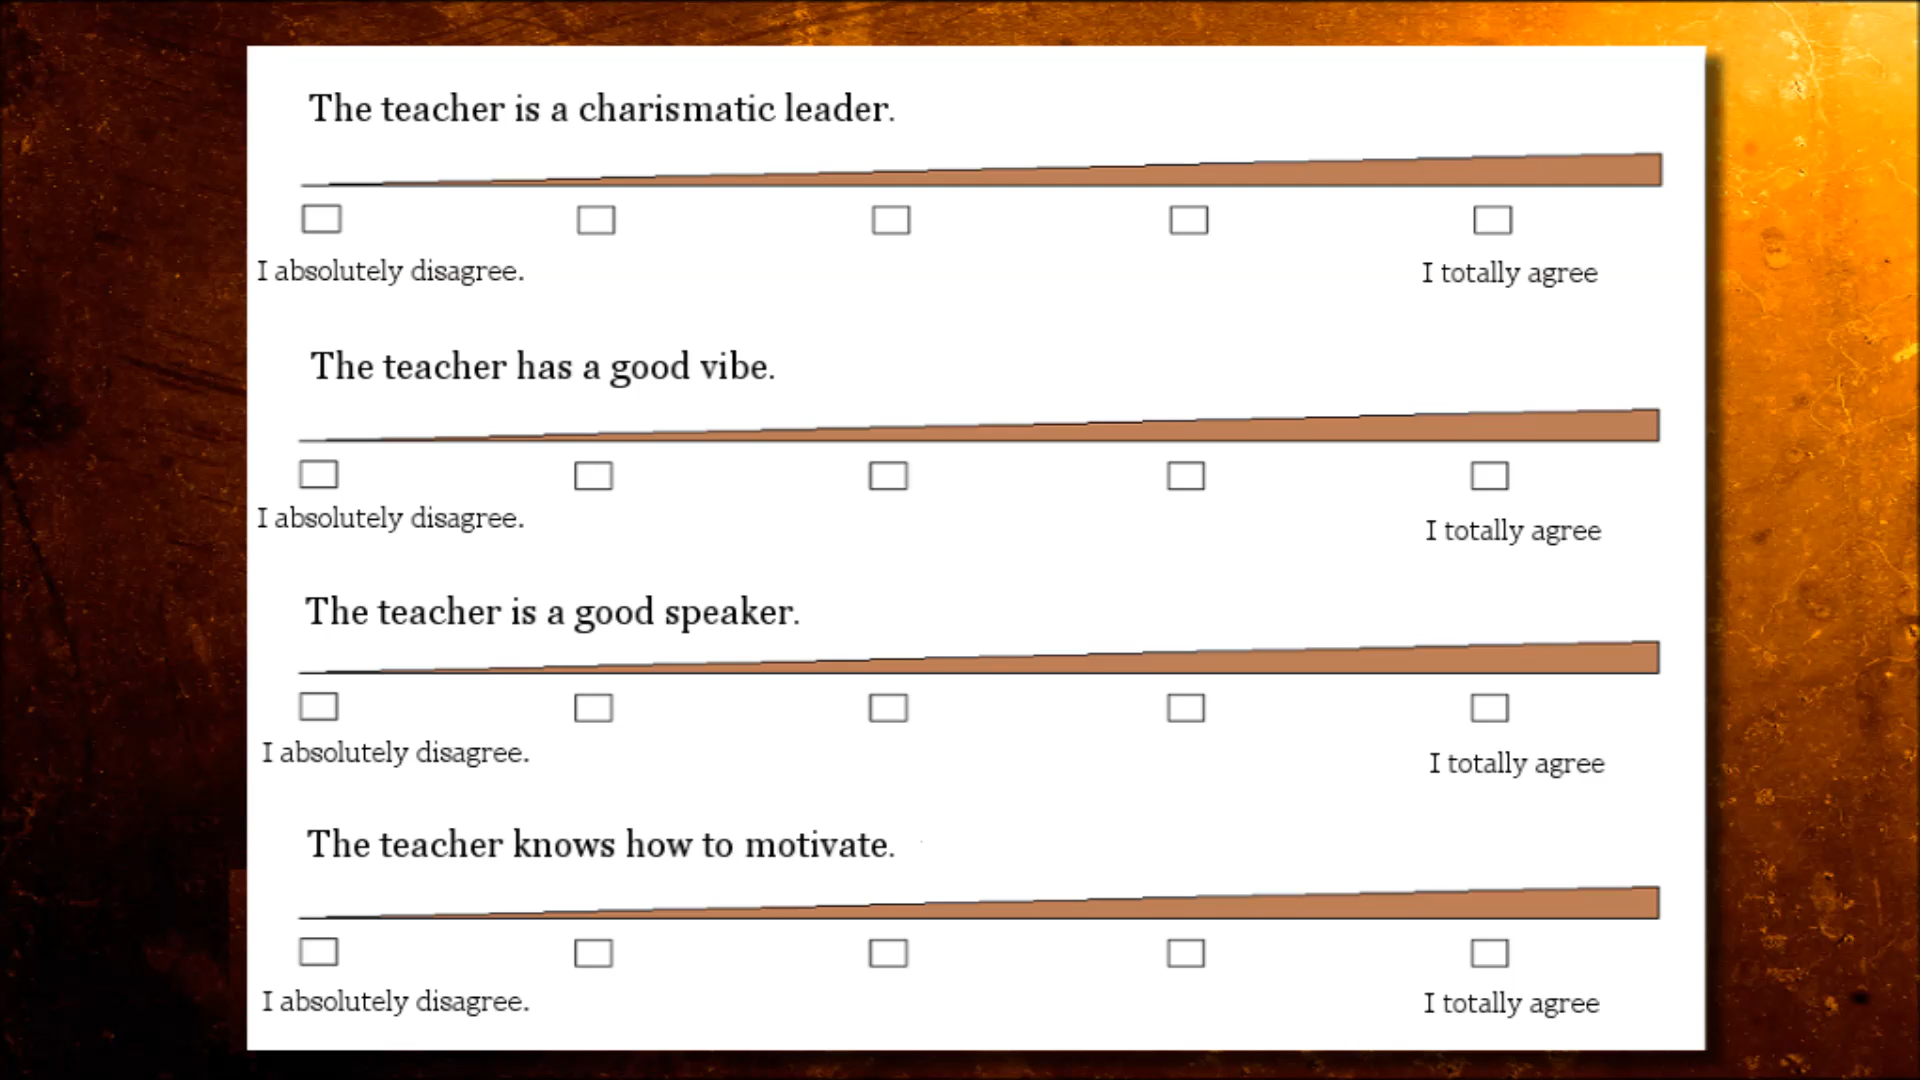 The teacher is a charismatic leader.
I absolutely disagree.
I totally agree
The teacher has a good vibe.
I absolutely disagree.
I totally agree
The teacher is a good speaker.
I absolutely disagree.
I totally agree
The teacher knows how to motivate.
I absolutely disagree.
I totally agree